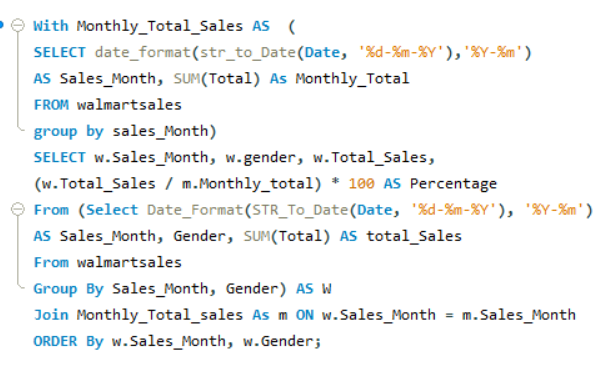 With Monthly_Total_Sales AS (
SELECT date_format(str_to_Date(Date, '%d-%m-%Y'),'%Y-%m')
AS Sales_Month, SUM(Total) As Monthly_Total
FROM walmartsales
group by sales_Month)
SELECT w.Sales_Month, w.gender, w.Total_Sales,
(w.Total_Sales / m.Monthly_total) * 100 AS Percentage
From (Select Date_Format(STR_To_Date(Date, '%d-%m-%Y'), '%Y-%m')
AS Sales_Month, Gender, SUM(Total) AS total_Sales
From walmartsales
Group By Sales_Month, Gender) AS W
Join Monthly_Total_sales As m ON w.Sales_Month = m.Sales_Month
ORDER By w.Sales_Month, w.Gender;